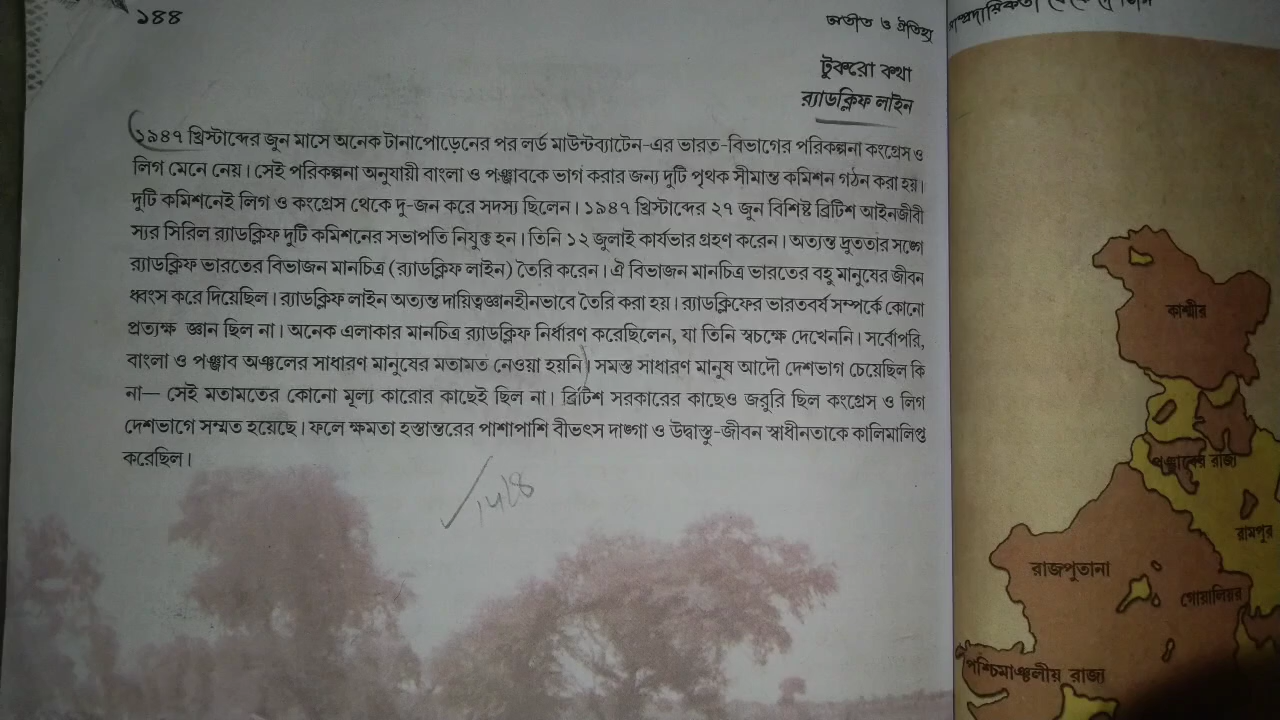 ১৪৪
অতীত ও ঐতিহ্য
টুকরো কথা
র‍্যাডক্লিফ লাইন
১৯৪৭ খ্রিস্টাব্দের জুন মাসে অনেক টানাপোড়েনের পর লর্ড মাউন্টব্যাটেন-এর ভারত-বিভাগের পরিকল্পনা কংগ্রেস ও
লিগ মেনে নেয়। সেই পরিকল্পনা অনুযায়ী বাংলা ও পঞ্জাবকে ভাগ করার জন্য দুটি পৃথক সীমান্ত কমিশন গঠন করা হয়।
দুটি কমিশনেই লিগ ও কংগ্রেস থেকে দু-জন করে সদস্য ছিলেন। ১৯৪৭ খ্রিস্টাব্দের ২৭ জুন বিশিষ্ট ব্রিটিশ আইনজীবী
স্যর সিরিল র‍্যাডক্লিফ দুটি কমিশনের সভাপতি নিযুক্ত হন। তিনি ১২ জুলাই কার্যভার গ্রহণ করেন। অত্যন্ত দ্রুততার সঙ্গে
র‍্যাডক্লিফ ভারতের বিভাজন মানচিত্র (র‍্যাডক্লিফ লাইন) তৈরি করেন। ঐ বিভাজন মানচিত্র ভারতের বহু মানুষের জীবন
ধ্বংস করে দিয়েছিল। র‍্যাডক্লিফ লাইন অত্যন্ত দায়িত্বজ্ঞানহীনভাবে তৈরি করা হয়। র‍্যাডক্লিফের ভারতবর্ষ সম্পর্কে কোনো
প্রত্যক্ষ জ্ঞান ছিল না। অনেক এলাকার মানচিত্র র‍্যাডক্লিফ নির্ধারণ করেছিলেন, যা তিনি স্বচক্ষে দেখেননি। সর্বোপরি,
বাংলা ও পঞ্জাব অঞ্চলের সাধারণ মানুষের মতামত নেওয়া হয়নি। সমস্ত সাধারণ মানুষ আদৌ দেশভাগ চেয়েছিল কি
না— সেই মতামতের কোনো মূল্য কারোর কাছেই ছিল না। ব্রিটিশ সরকারের কাছেও জরুরি ছিল কংগ্রেস ও লিগ
দেশভাগে সম্মত হয়েছে। ফলে ক্ষমতা হস্তান্তরের পাশাপাশি বীভৎস দাঙ্গা ও উদ্বাস্তু-জীবন স্বাধীনতাকে কালিমালিপ্ত
করেছিল।
কাশ্মীর
পঞ্জাবের রাজ্য
রামপুর
রাজপুতানা
গোয়ালিয়র
পশ্চিমাঞ্চলীয় রাজ্য